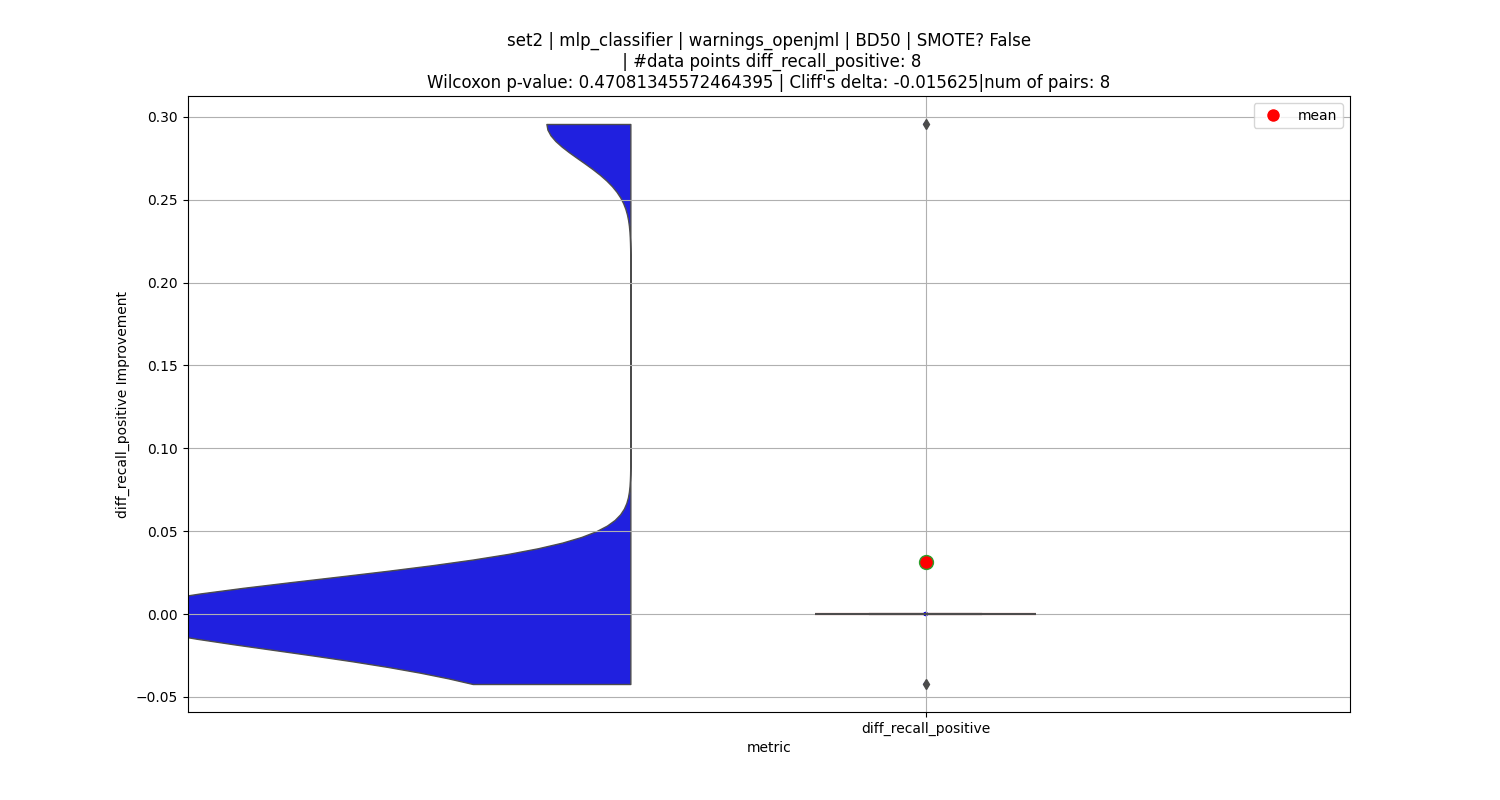 set2 | mlp_classifier | warnings_openjml | BD50 | SMOTE? False
| #data points diff_recall_positive: 8
Wilcoxon p-value: 0.47081345572464395 | Cliff's delta: -0.015625|num of pairs: 8
mean
0.30
0.25
0.20
0.15
0.10
0.05
0.00
−0.05
diff_recall_positive Improvement
diff_recall_positive
metric